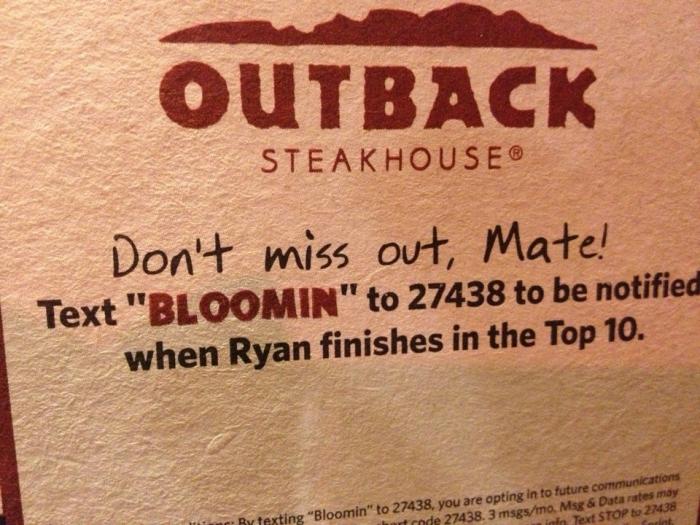 OUTBACK
STEAKHOUSE®
Don't miss out, Mate!
Text "BLOOMIN" to 27438 to be notified
when Ryan finishes in the Top 10.
By texting "Bloomin" to 27438, you are opting in to future communications
code 27438. 3 msgs/mo. Msg & Data rates may
Text STOP to 27438